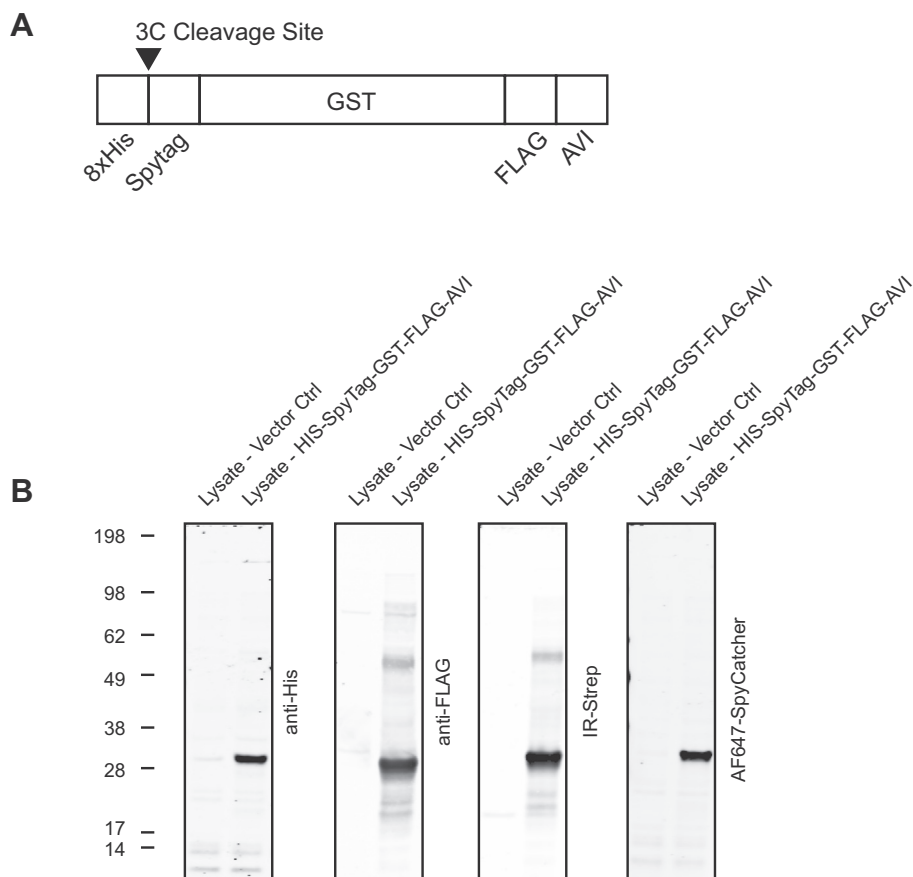 A
3C Cleavage Site
GST
8xHis
Spytag
FLAG
AVI
B
Lysate - Vector Ctrl
Lysate - HIS-SpyTag-GST-FLAG-AVI
Lysate - Vector Ctrl
Lysate - HIS-SpyTag-GST-FLAG-AVI
Lysate - Vector Ctrl
Lysate - HIS-SpyTag-GST-FLAG-AVI
Lysate - Vector Ctrl
Lysate - HIS-SpyTag-GST-FLAG-AVI
198
98
62
49
38
28
17
14
anti-His
anti-FLAG
IR-Strep
AF647-SpyCatcher